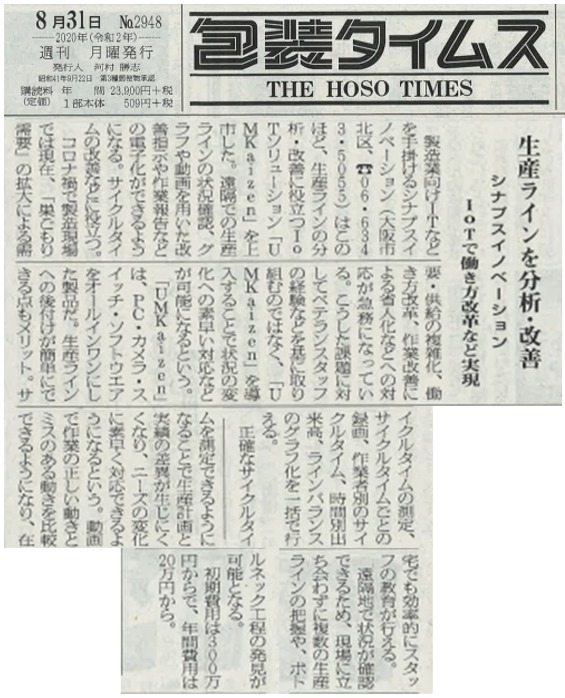 8月31日 No.2948
2020年(令和2年)
週刊 月曜発行
発行人 河村勝志
昭和41年9月22日 第3種郵便物承認
購読料 年間 23,900円+税
(定価) 1部本体 509円+税
包装タイムス
THE HOSO TIMES
生産ラインを分析・改善
シナプスイノベーション
IoTで働き方改革など実現
製造業向けITなど
を手掛けるシナプスイ
ノベーション(大阪市
北区、☎06・634
3・5055)はこの
ほど、生産ラインの分
析・改善に役立つIo
Tソリューション「U
MKaizen」を上
市した。遠隔での生産
ラインの状況確認、グ
ラフや動画を用いた改
善指示や作業報告など
の電子化ができるよう
になる。サイクルタイ
ムの改善などに役立つ。
コロナ禍で製造現場
では現在、「巣ごもり
需要」の拡大による需
要・供給の複雑化、働
き方改革、作業改善に
よる省人化などへの対
応が急務になってい
る。こうした課題に対
してベテランスタッフ
の経験などを基に取り
組むのではなく、「U
MKaizen」を導
入することで状況の変
化への素早い対応など
が可能になるという。
「UMKaizen」
は、PC・カメラ・ス
イッチ・ソフトウエア
をオールインワンにし
た製品だ。生産ライン
への後付けが簡単にで
きる点もメリット。サ
イクルタイムの測定、
サイクルタイムごとの
録画、作業者別のサイ
クルタイム、時間別出
来高、ラインバランス
のグラフ化を一括で行
える。
正確なサイクルタイ
ムを測定できるように
なることで生産計画と
実績の差異が生じにく
くなり、ニーズの変化
に素早く対応できるよ
うになるという。動画
で作業の正しい動きと
ミスのある動きを比較
できるようになり、在
宅でも効率的にスタッ
フの教育が行える。
遠隔地で状況が確認
できるため、現場に立
ち会わずに複数の生産
ラインの把握や、ボト
ルネック工程の発見が
可能となる。
初期費用は300万
円からで、年間費用は
20万円から。